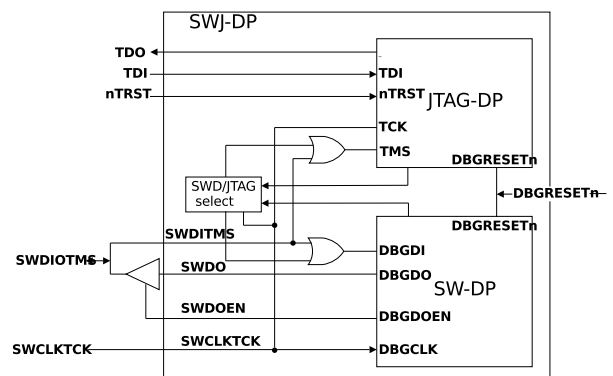 SWJ-DP
TDO
TDI
TDI
nTRST
nTRST
JTAG-DP
TCK
TMS
DBGRESETn
SWD/JTAG
select
DBGRESETn
DBGRESETn
SWDITMS
DBGDI
SWDIOTMS
SWDO
DBGDO
SW-DP
SWDOEN
DBGDOEN
SWCLKTCK
SWCLKTCK
DBGCLK